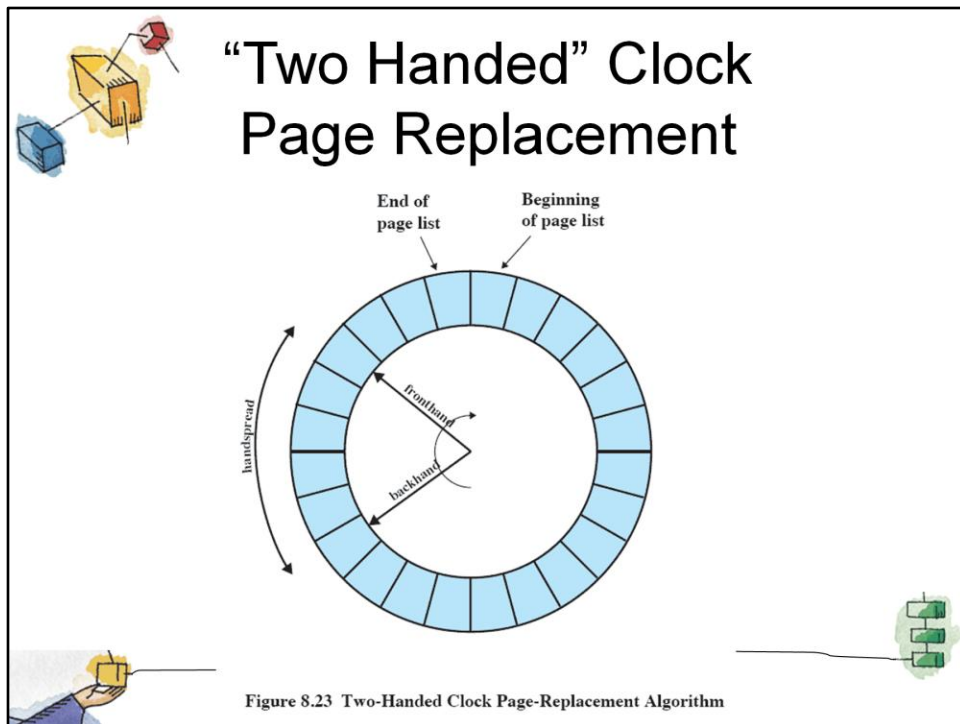 “Two Handed” Clock
Page Replacement
End of
page list
Beginning
of page list
handspread
fronthand
backhand
Figure 8.23 Two-Handed Clock Page-Replacement Algorithm